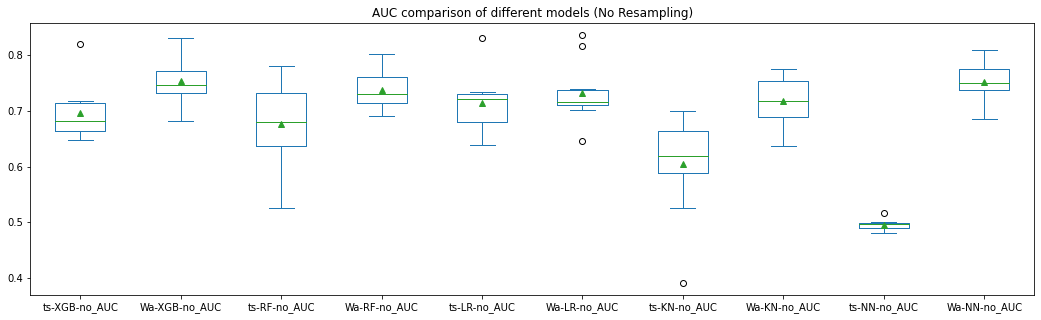 AUC comparison of different models (No Resampling)
0.8
0.7
0.6
0.5
0.4
ts-XGB-no_AUC Wa-XGB-no_AUC ts-RF-no_AUC Wa-RF-no_AUC ts-LR-no_AUC Wa-LR-no_AUC ts-KN-no_AUC Wa-KN-no_AUC ts-NN-no_AUC Wa-NN-no_AUC